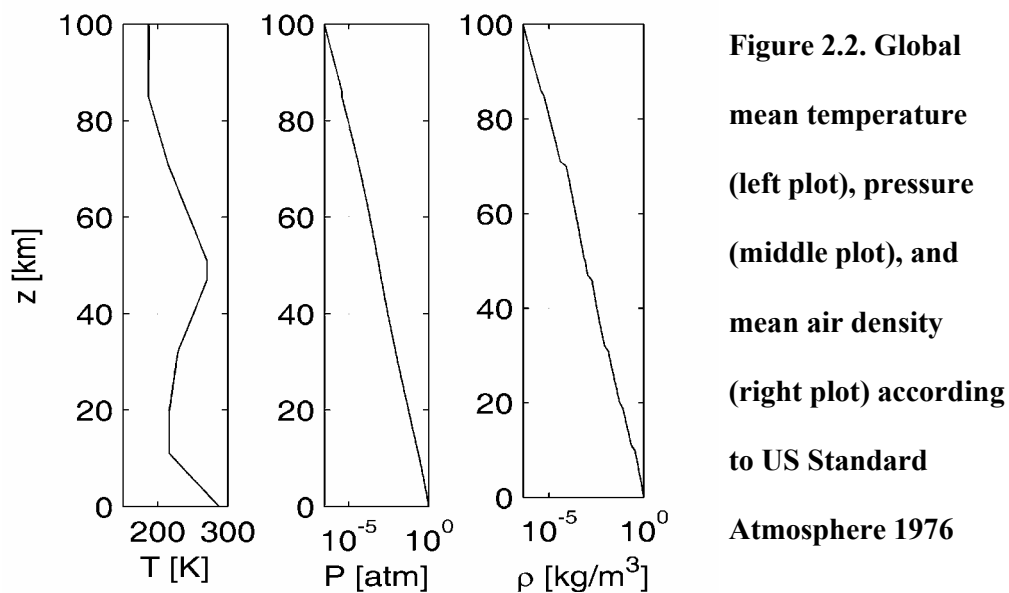 100
80
60
40
20
0
z [km]
200 300
T [K]
100
80
60
40
20
0
10^-5 10^0
P [atm]
100
80
60
40
20
0
10^-5 10^0
ρ [kg/m^3]
Figure 2.2. Global
mean temperature
(left plot), pressure
(middle plot), and
mean air density
(right plot) according
to US Standard
Atmosphere 1976